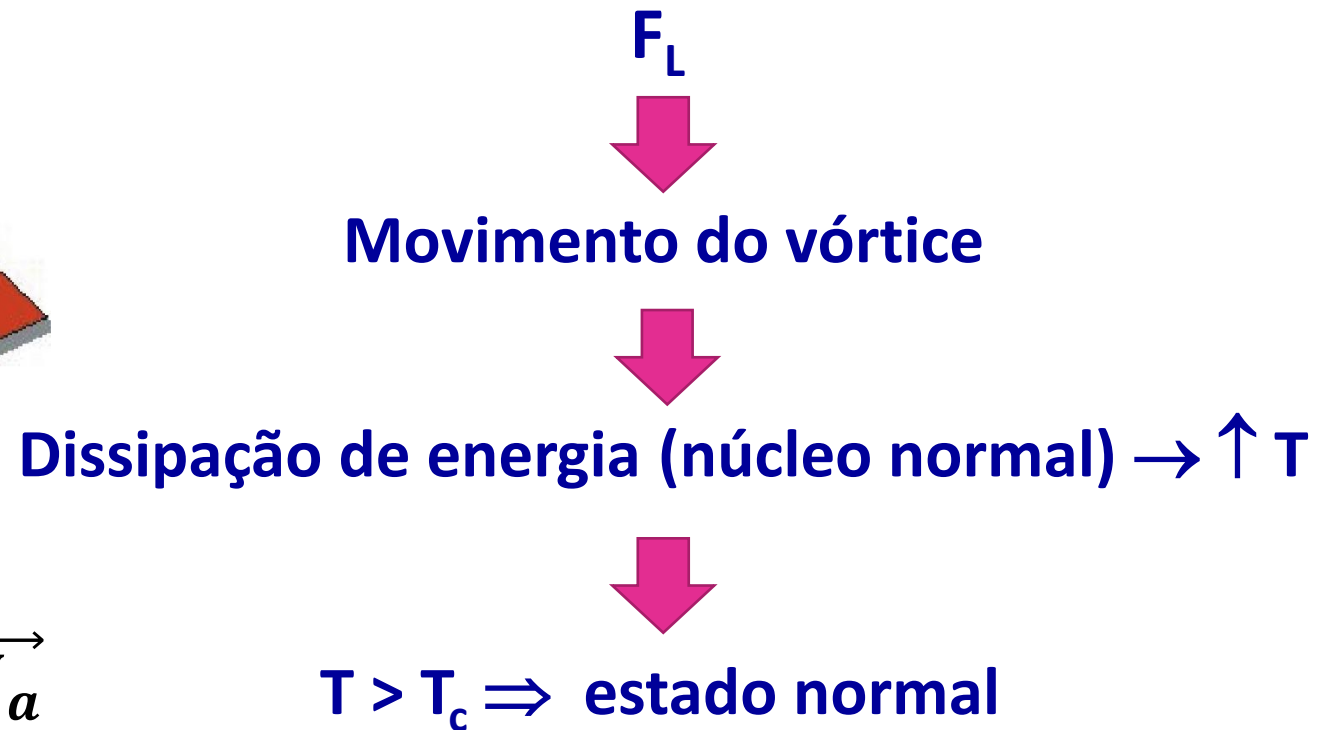 F_L
Movimento do vórtice
Dissipação de energia (núcleo normal) → ↑ T
a
T > T_c ⇒ estado normal